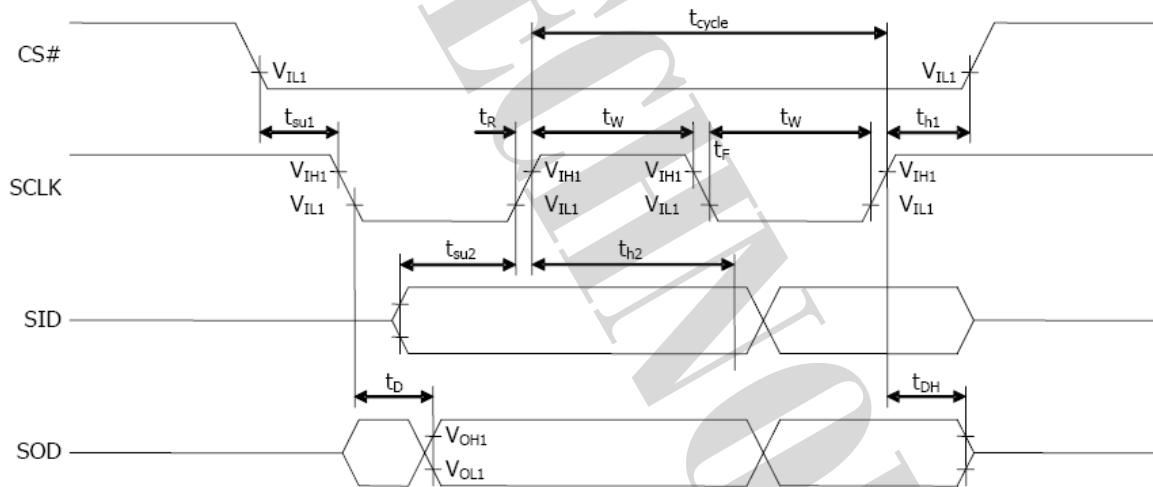 t_cycle
CS#
V_IL1 V_IL1
t_su1 t_R t_W t_W t_h1
t_F
SCLK V_IH1 V_IH1 V_IH1 V_IH1
V_IL1 V_IL1 V_IL1 V_IL1
t_su2 t_h2
SID
t_D t_DH
SOD V_OH1
V_OL1